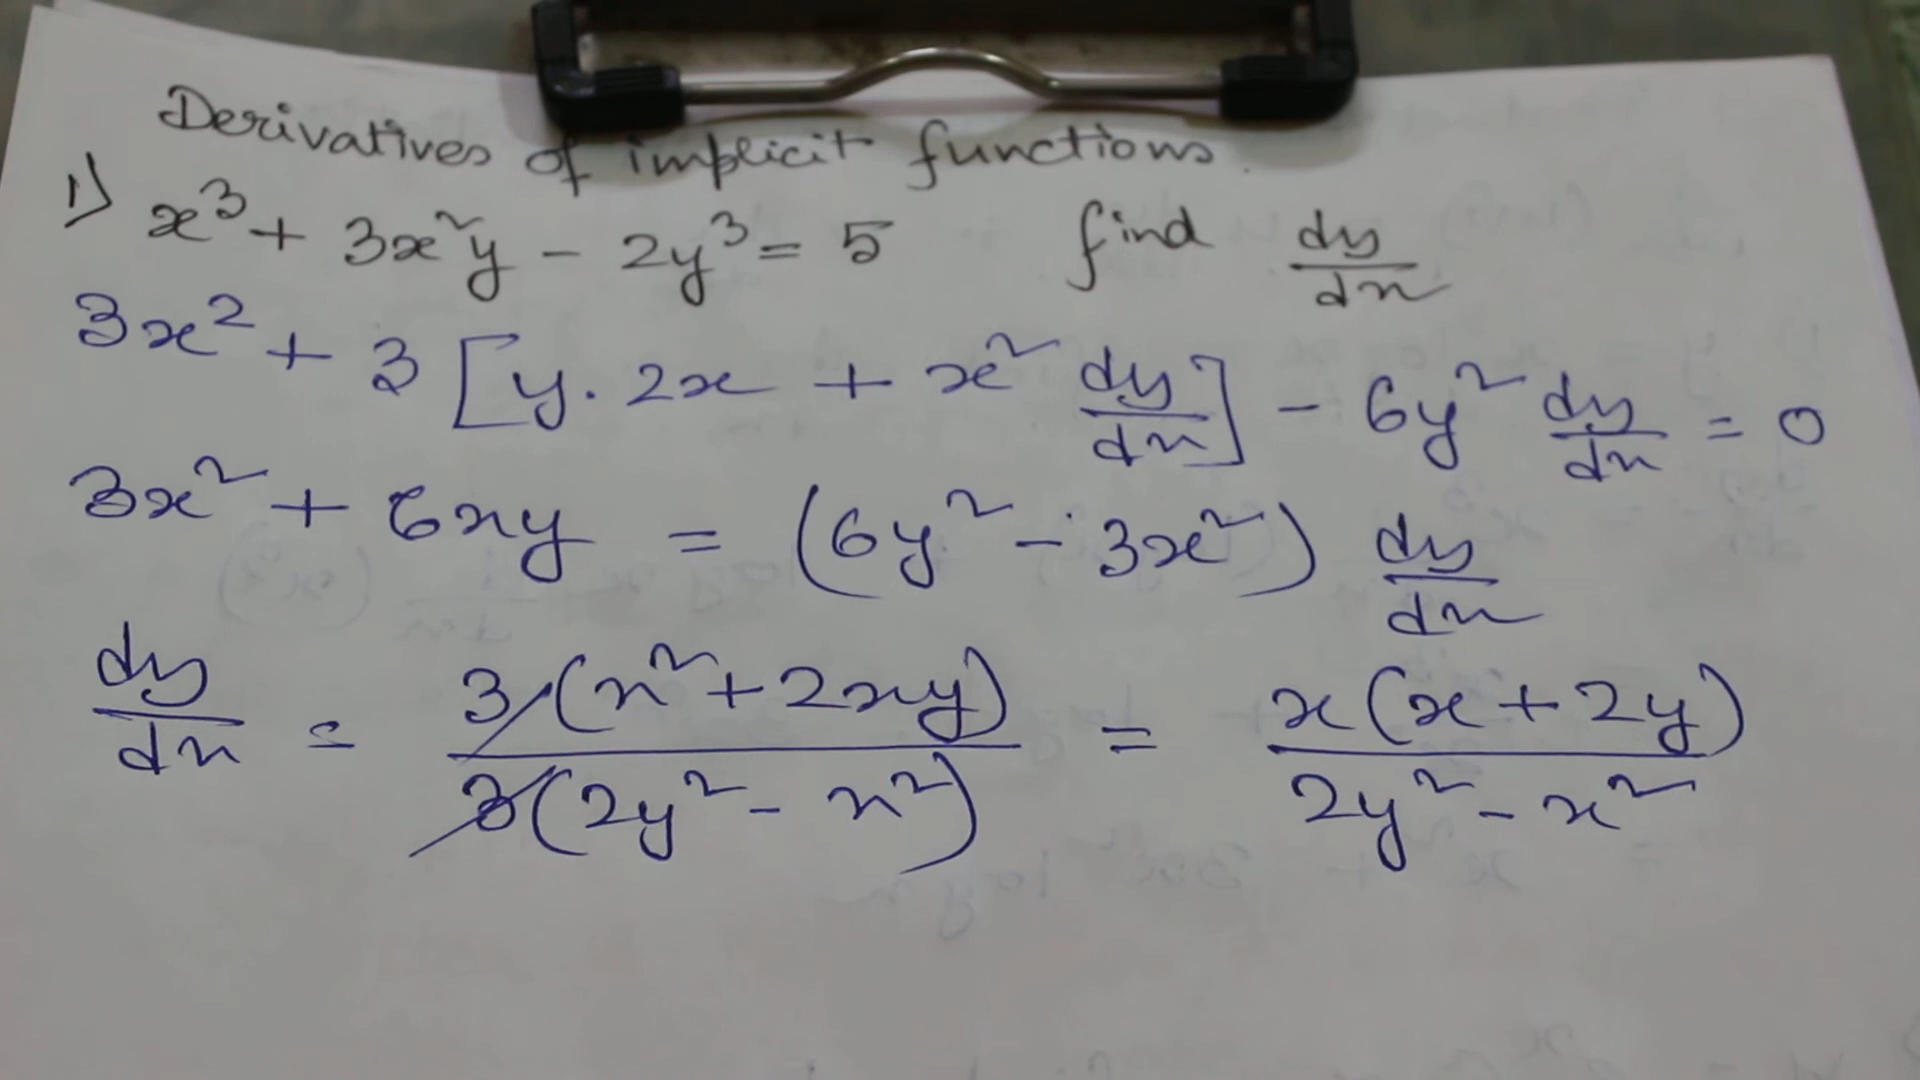 Derivatives of implicit functions.
1) x³ + 3x²y - 2y³ = 5 find dy/dx
3x² + 3 [y. 2x + x² dy/dx] - 6y² dy/dx = 0
3x² + 6xy = (6y² - 3x²) dy/dx
dy/dx = 3(x² + 2xy) / 3(2y² - x²) = x(x + 2y) / 2y² - x²